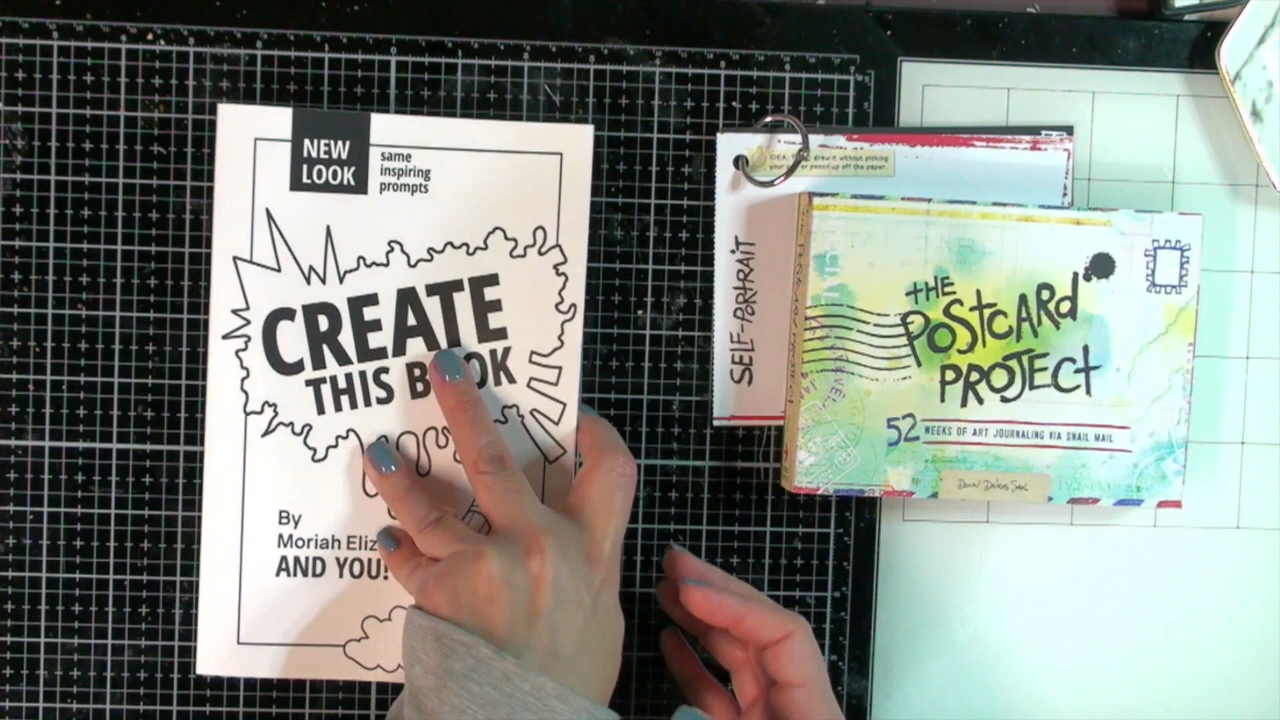 NEW
LOOK
same
inspiring
prompts
CREATE
THIS BOOK
By
Moriah Eliz
AND YOU!
SELF-PORTRAIT
THE
POSTCARD
PROJECT
52 WEEKS OF ART JOURNALING VIA SNAIL MAIL